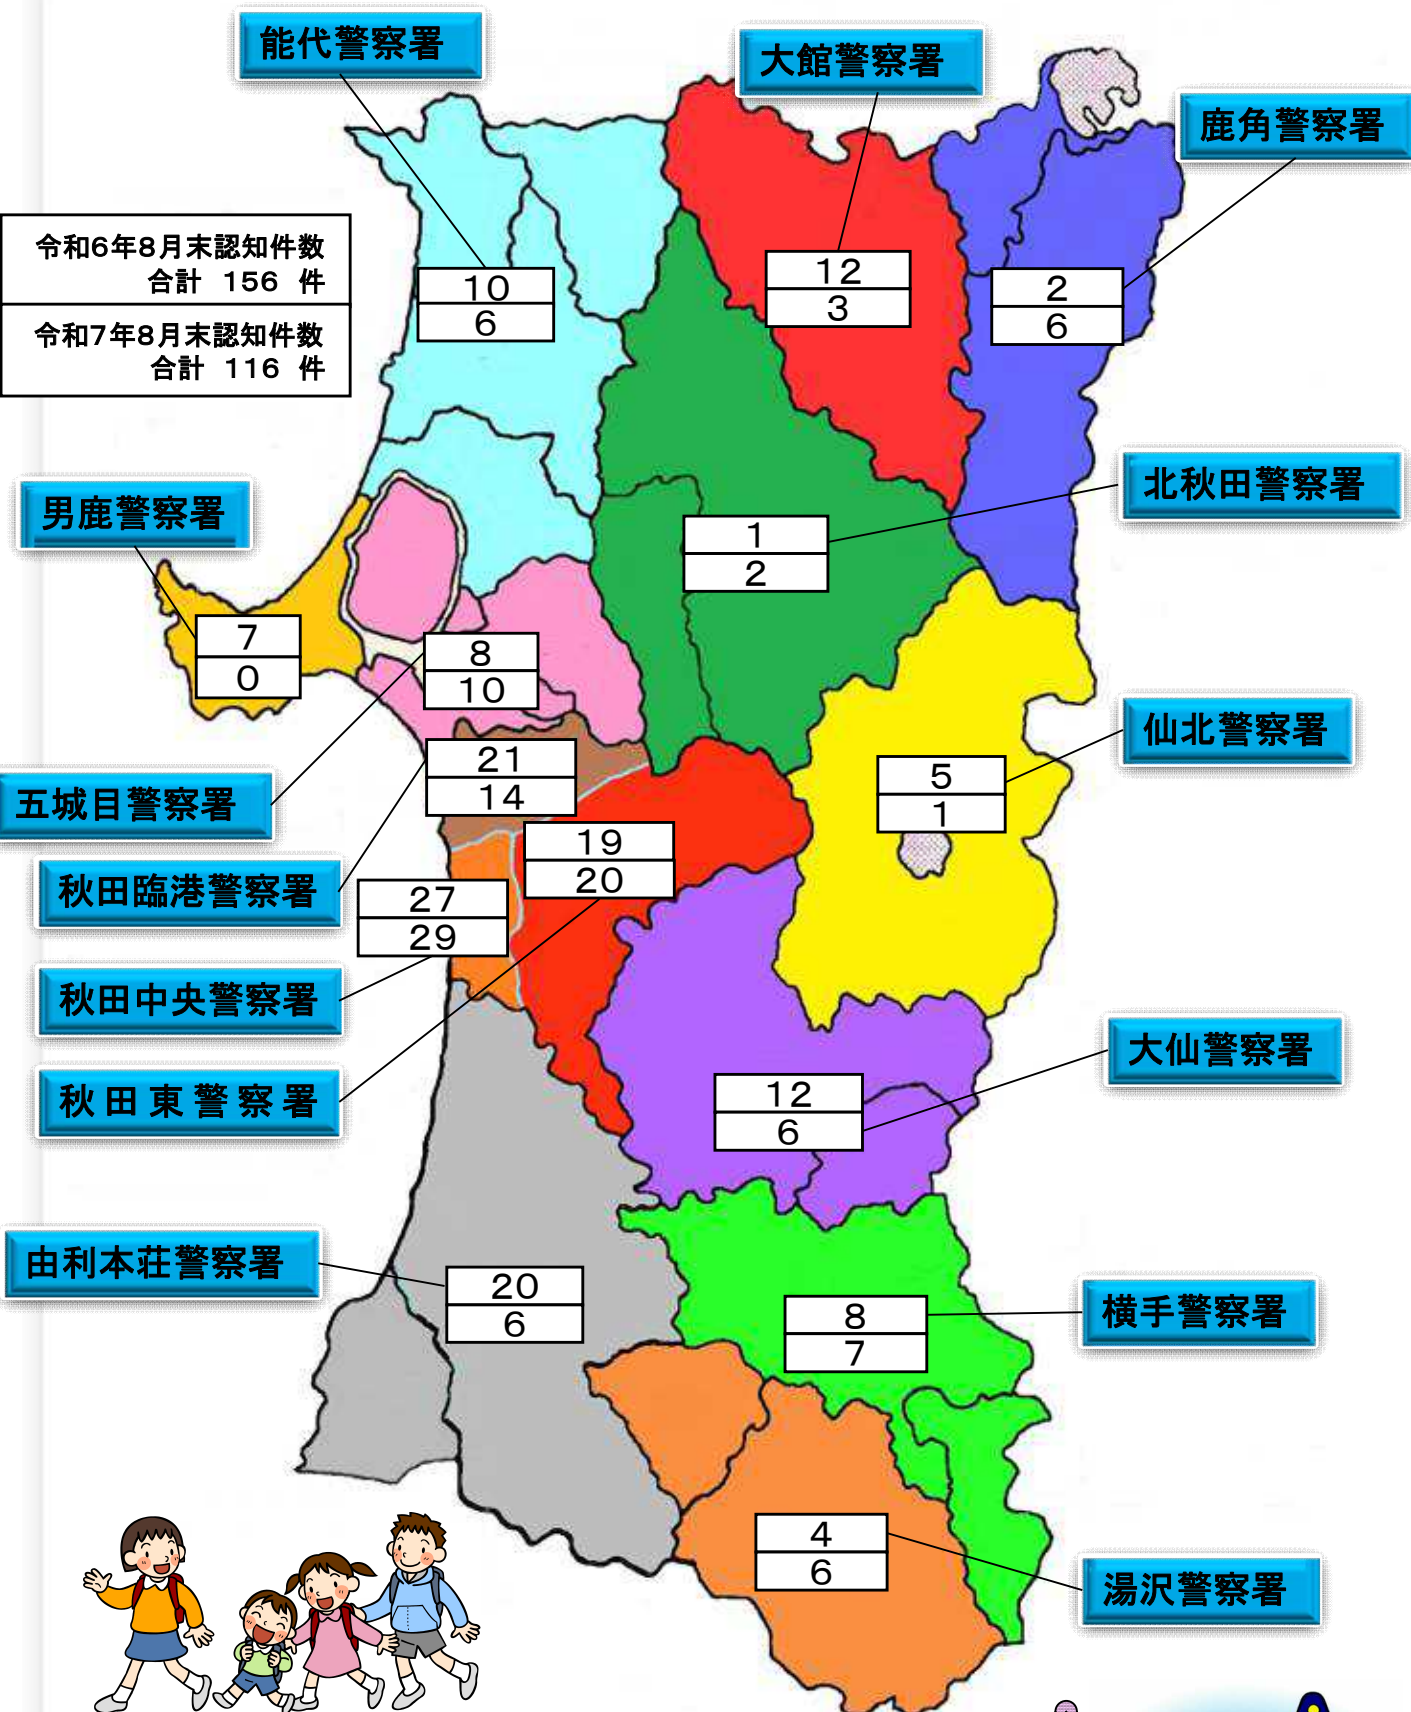 能代警察署
大館警察署
鹿角警察署
令和6年8月末認知件数
合計 156 件
令和7年8月末認知件数
合計 116 件
10
6
12
3
2
6
北秋田警察署
1
2
男鹿警察署
7
0
8
10
仙北警察署
5
1
五城目警察署
21
14
秋田臨港警察署
19
20
27
29
秋田中央警察署
秋田東警察署
大仙警察署
12
6
由利本荘警察署
20
6
横手警察署
8
7
湯沢警察署
4
6